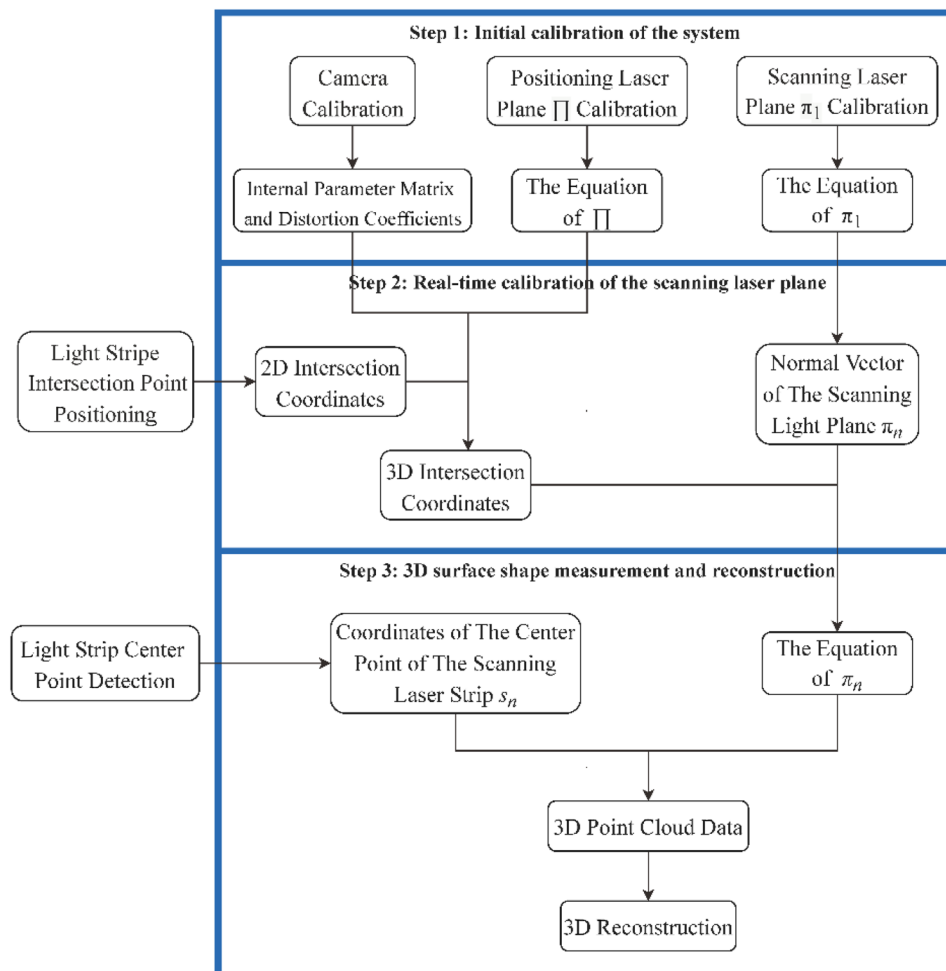 Step 1: Initial calibration of the system
Camera
Calibration
Positioning Laser
Plane ∏ Calibration
Scanning Laser
Plane π₁ Calibration
Internal Parameter Matrix
and Distortion Coefficients
The Equation
of ∏
The Equation
of π₁
Step 2: Real-time calibration of the scanning laser plane
Light Stripe
Intersection Point
Positioning
2D Intersection
Coordinates
Normal Vector
of The Scanning
Light Plane πₙ
3D Intersection
Coordinates
Step 3: 3D surface shape measurement and reconstruction
Light Strip Center
Point Detection
Coordinates of The Center
Point of The Scanning
Laser Strip sₙ
The Equation
of πₙ
3D Point Cloud Data
3D Reconstruction